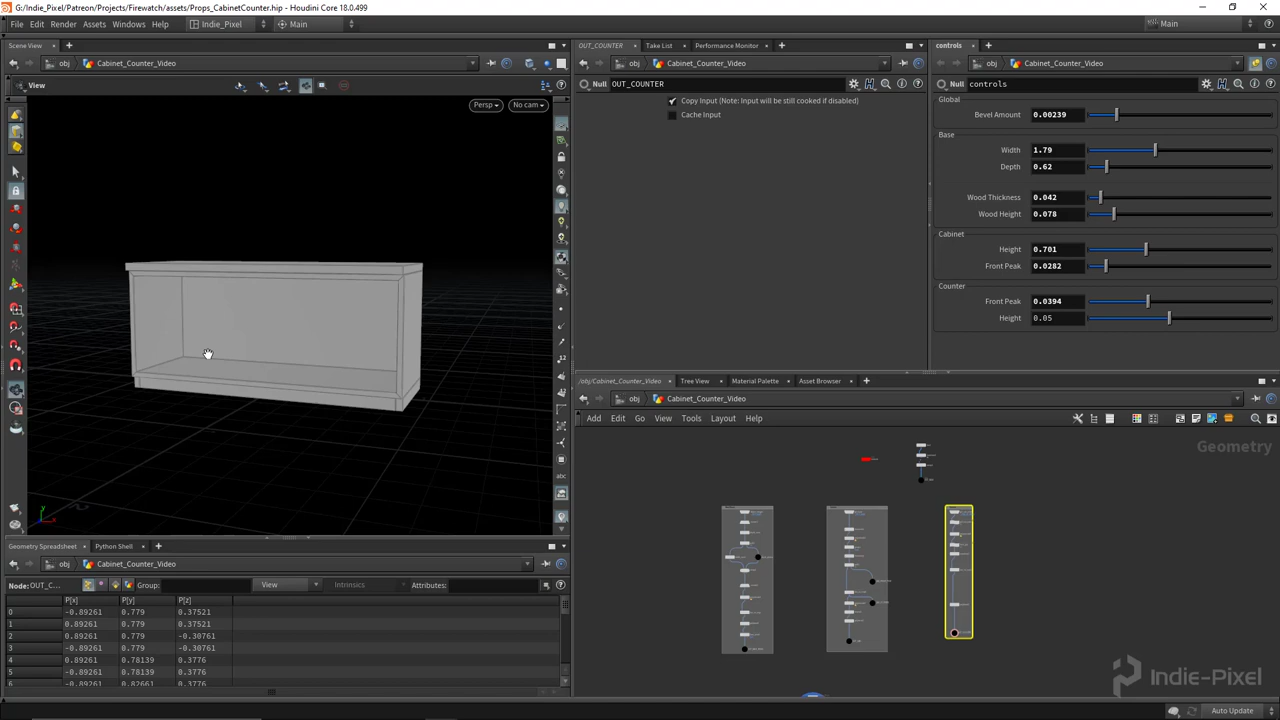 G:/Indie_Pixel/Patreon/Projects/Firewatch/assets/Props_CabinetCounter.hip - Houdini Core 18.0.499
File Edit Render Assets Windows Help Indie_Pixel Main Main
Scene View
obj Cabinet_Counter_Video
View
Persp No cam
Geometry Spreadsheet Python Shell
obj Cabinet_Counter_Video
Node: OUT_C... Group: View Intrinsics Attributes:
P[x] P[y] P[z]
0 -0.89261 0.779 0.37521
1 0.89261 0.779 0.37521
2 0.89261 0.779 -0.30761
3 -0.89261 0.779 -0.30761
4 0.89261 0.78139 0.3776
5 -0.89261 0.78139 0.3776
6 -0.89261 0.82661 0.3776
OUT_COUNTER Take List Performance Monitor
obj Cabinet_Counter_Video
Null OUT_COUNTER
Copy Input (Note: Input will be still cooked if disabled)
Cache Input
controls
obj Cabinet_Counter_Video
Null controls
Global
Bevel Amount 0.00239
Base
Width 1.79
Depth 0.62
Wood Thickness 0.042
Wood Height 0.078
Cabinet
Height 0.701
Front Peak 0.0282
Counter
Front Peak 0.0394
Height 0.05
/obj/Cabinet_Counter_Video Tree View Material Palette Asset Browser
obj Cabinet_Counter_Video
Add Edit Go View Tools Layout Help
Geometry
Indie-Pixel
Auto Update